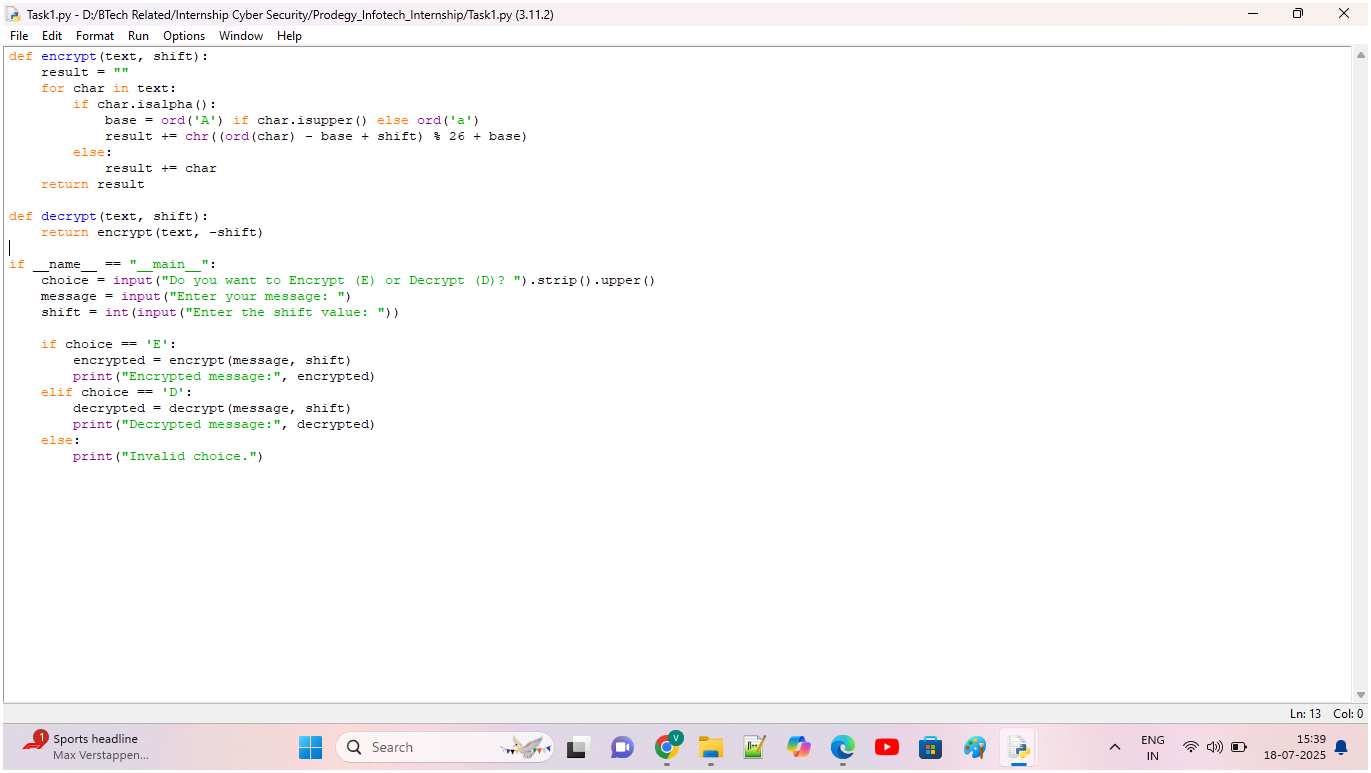 Task1.py - D:/BTech Related/Internship Cyber Security/Prodegy_Infotech_Internship/Task1.py (3.11.2)
File Edit Format Run Options Window Help
def encrypt(text, shift):
    result = ""
    for char in text:
        if char.isalpha():
            base = ord('A') if char.isupper() else ord('a')
            result += chr((ord(char) - base + shift) % 26 + base)
        else:
            result += char
    return result

def decrypt(text, shift):
    return encrypt(text, -shift)

if __name__ == "__main__":
    choice = input("Do you want to Encrypt (E) or Decrypt (D)? ").strip().upper()
    message = input("Enter your message: ")
    shift = int(input("Enter the shift value: "))

    if choice == 'E':
        encrypted = encrypt(message, shift)
        print("Encrypted message:", encrypted)
    elif choice == 'D':
        decrypted = decrypt(message, shift)
        print("Decrypted message:", decrypted)
    else:
        print("Invalid choice.")
Ln: 13 Col: 0
1
Sports headline
Max Verstappen...
Search
V
ENG
IN
15:39
18-07-2025